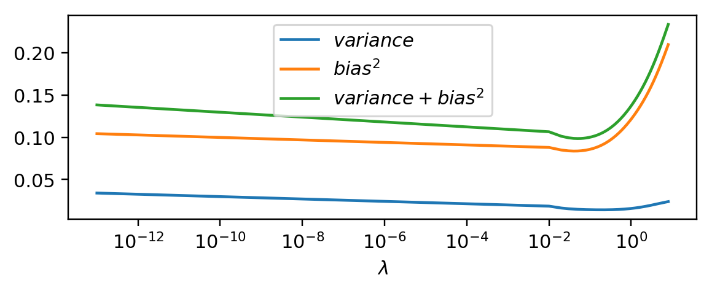 0.20
0.15
0.10
0.05
variance
bias²
variance + bias²
10⁻¹² 10⁻¹⁰ 10⁻⁸ 10⁻⁶ 10⁻⁴ 10⁻² 10⁰
λ